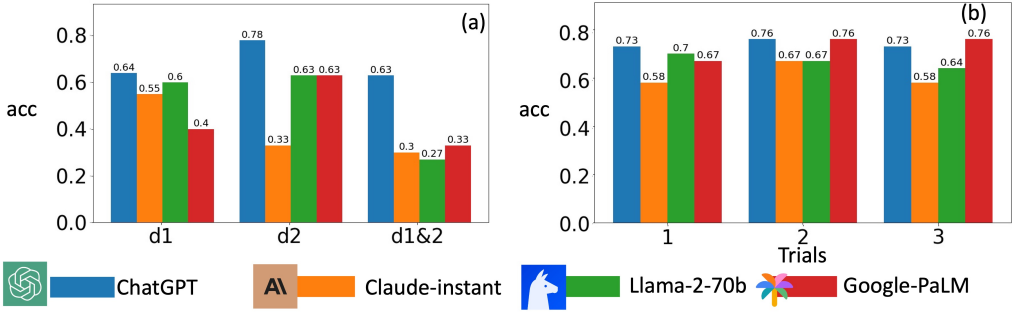 (a)
acc
0.8
0.6
0.4
0.2
0.0
0.64
0.55
0.6
0.4
0.78
0.33
0.63
0.63
0.63
0.3
0.27
0.33
d1
d2
d1&2
(b)
acc
0.8
0.6
0.4
0.2
0.0
0.73
0.58
0.7
0.67
0.76
0.67
0.67
0.76
0.73
0.58
0.64
0.76
1
2
3
Trials
ChatGPT
A\
Claude-instant
Llama-2-70b
Google-PaLM